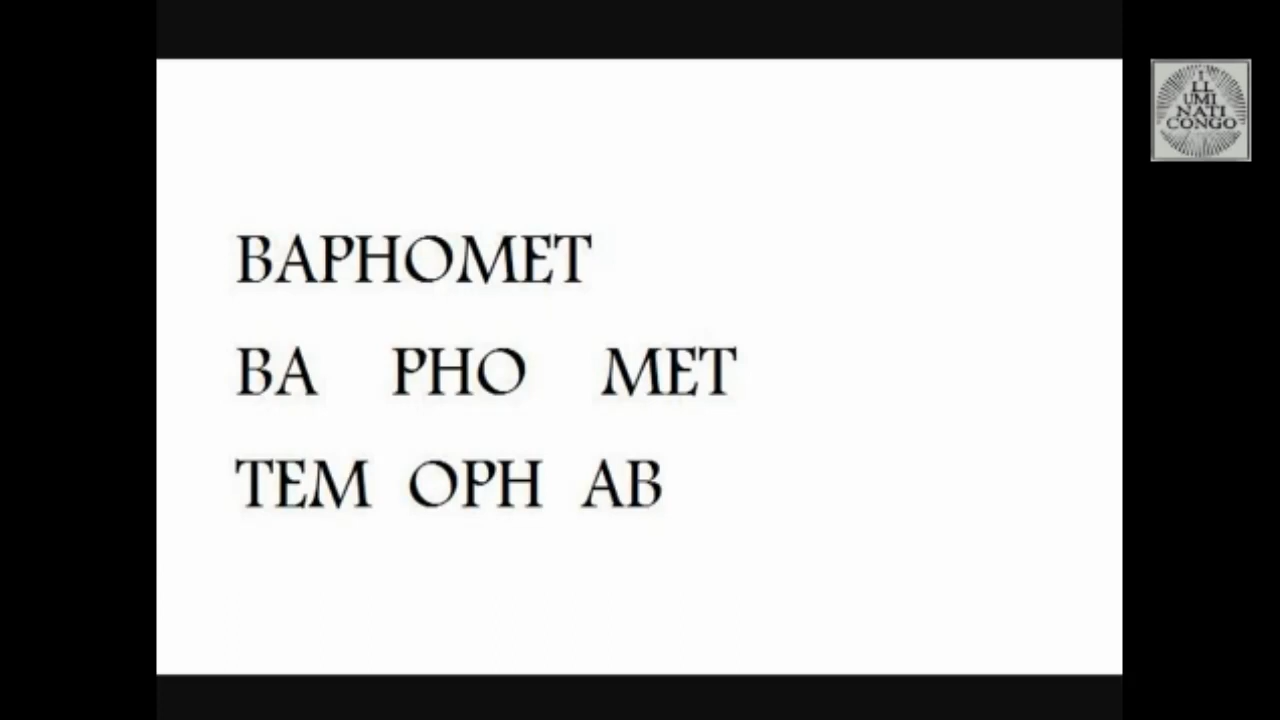 BAPHOMET
BA PHO MET
TEM OPH AB
I
LL
UMI
NATI
CONGO